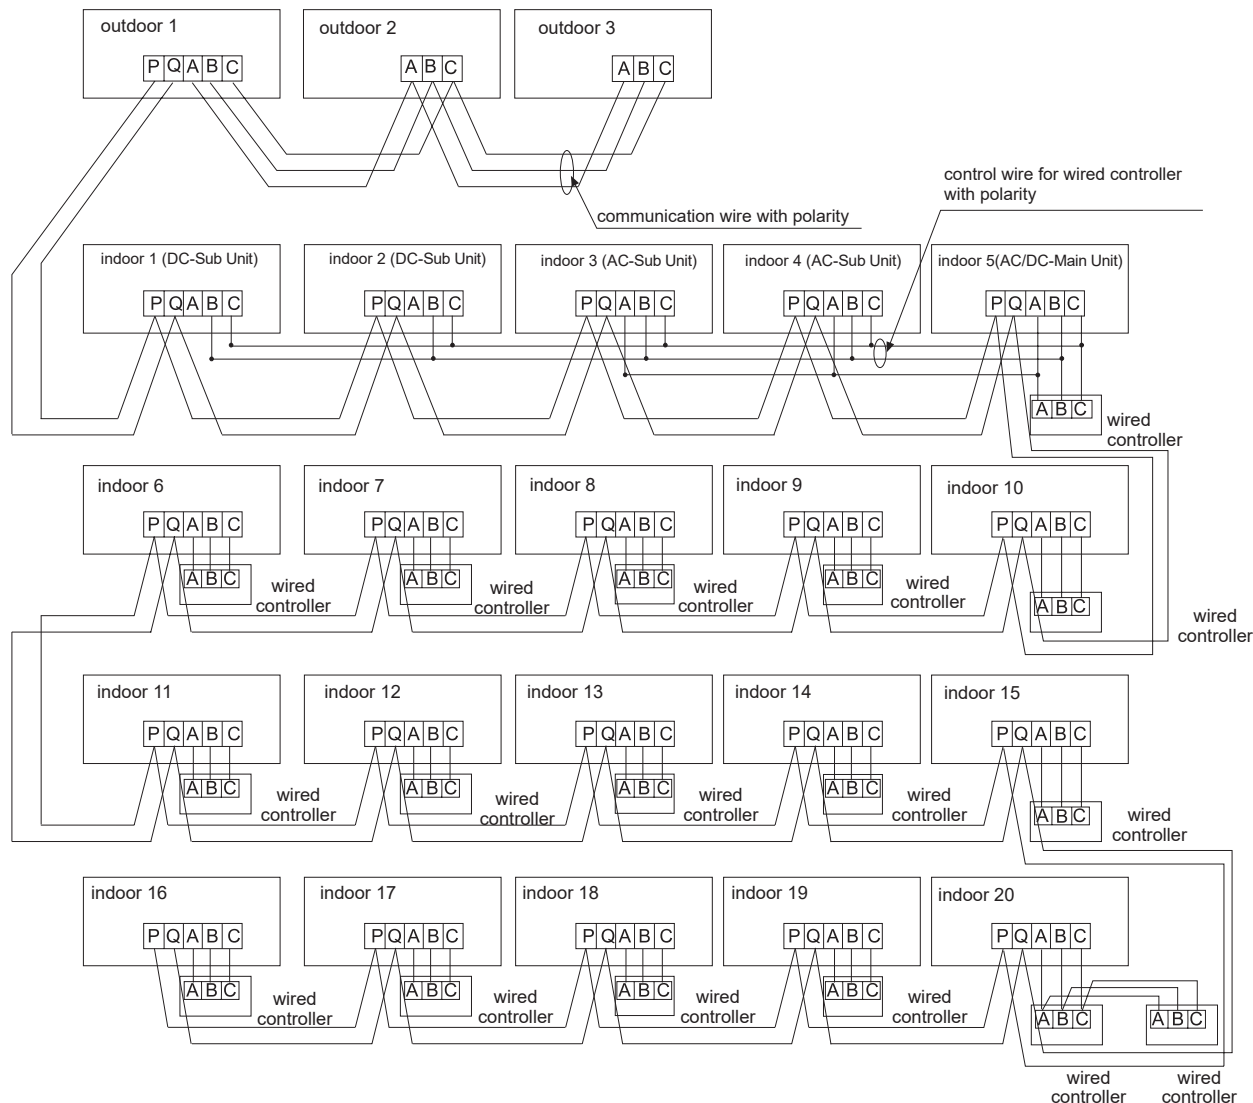 outdoor 1
outdoor 2
outdoor 3
P Q A B C
A B C
A B C
control wire for wired controller
with polarity
communication wire with polarity
indoor 1 (DC-Sub Unit)
indoor 2 (DC-Sub Unit)
indoor 3 (AC-Sub Unit)
indoor 4 (AC-Sub Unit)
indoor 5(AC/DC-Main Unit)
P Q A B C
P Q A B C
P Q A B C
P Q A B C
P Q A B C
A B C
wired
controller
indoor 6
indoor 7
indoor 8
indoor 9
indoor 10
P Q A B C
P Q A B C
P Q A B C
P Q A B C
P Q A B C
A B C
wired
controller
A B C
wired
controller
A B C
wired
controller
A B C
wired
controller
A B C
wired
controller
indoor 11
indoor 12
indoor 13
indoor 14
indoor 15
P Q A B C
P Q A B C
P Q A B C
P Q A B C
P Q A B C
A B C
wired
controller
A B C
wired
controller
A B C
wired
controller
A B C
wired
controller
A B C
wired
controller
indoor 16
indoor 17
indoor 18
indoor 19
indoor 20
P Q A B C
P Q A B C
P Q A B C
P Q A B C
P Q A B C
A B C
wired
controller
A B C
wired
controller
A B C
wired
controller
A B C
wired
controller
A B C
A B C
wired
controller
wired
controller